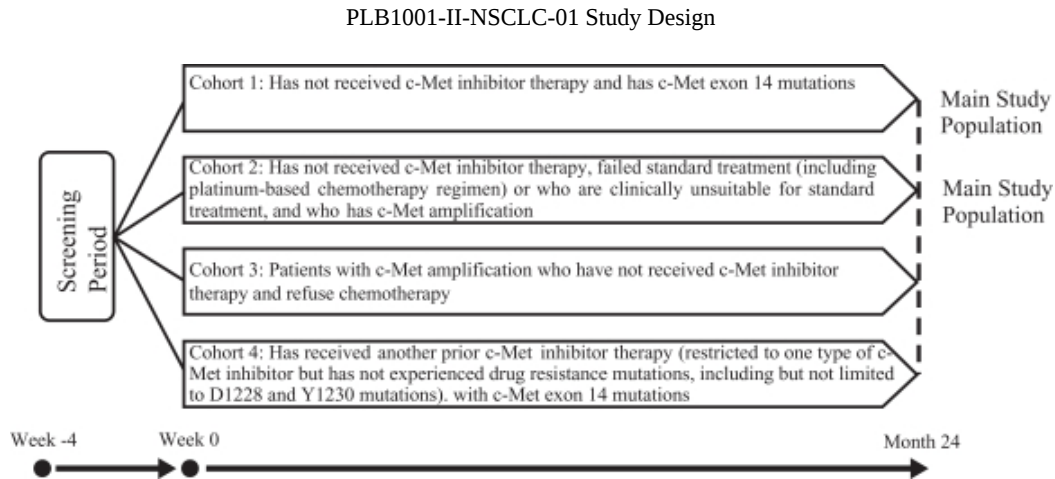 PLB1001-II-NSCLC-01 Study Design
Cohort 1: Has not received c-Met inhibitor therapy and has c-Met exon 14 mutations
Main Study
Population
Cohort 2: Has not received c-Met inhibitor therapy, failed standard treatment (including
platinum-based chemotherapy regimen) or who are clinically unsuitable for standard
treatment, and who has c-Met amplification
Main Study
Population
Screening
Period
Cohort 3: Patients with c-Met amplification who have not received c-Met inhibitor
therapy and refuse chemotherapy
Cohort 4: Has received another prior c-Met inhibitor therapy (restricted to one type of c-
Met inhibitor but has not experienced drug resistance mutations, including but not limited
to D1228 and Y1230 mutations). with c-Met exon 14 mutations
Week -4
Week 0
Month 24